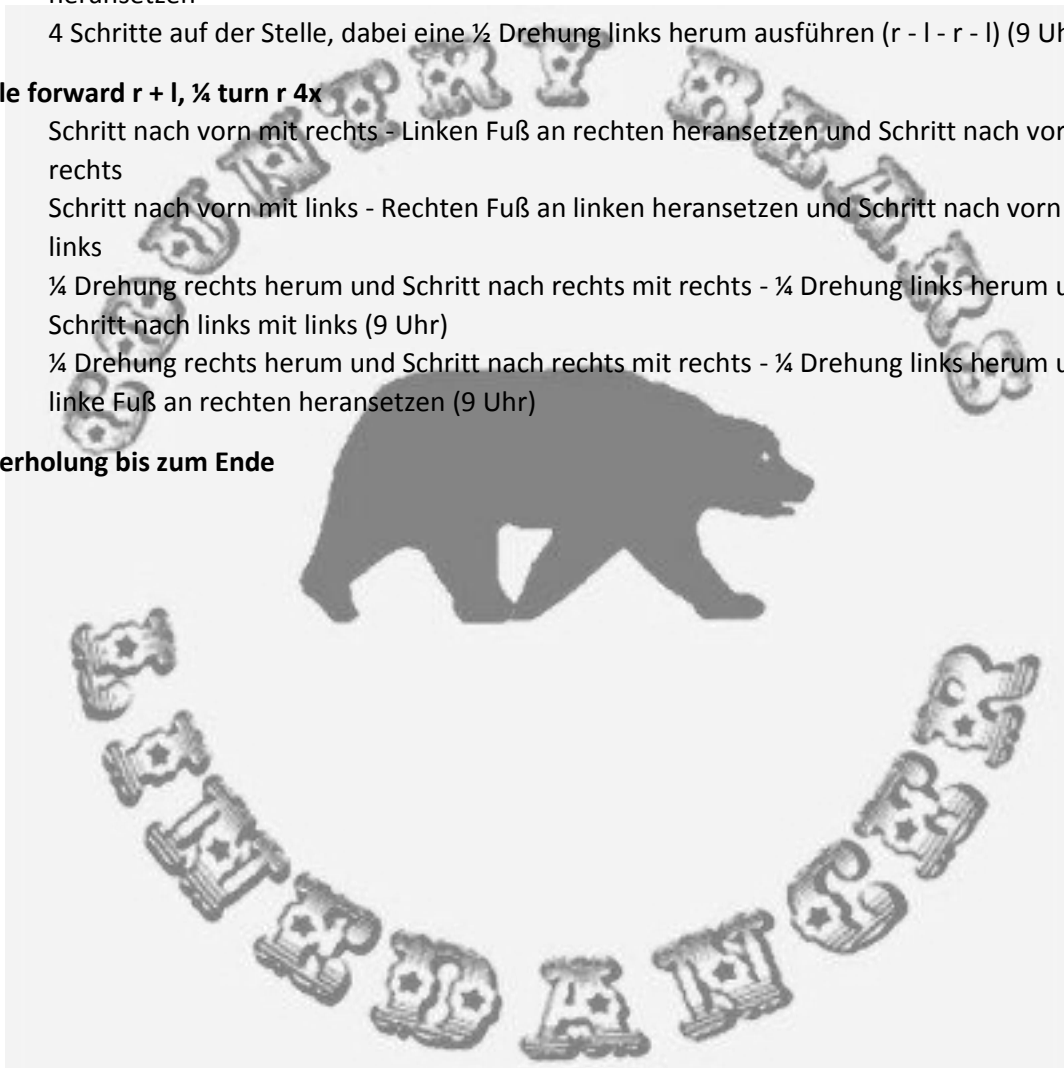 heransetzen
4 Schritte auf der Stelle, dabei eine ½ Drehung links herum ausführen (r - l - r - l) (9 Uh
le forward r + l, ¼ turn r 4x
Schritt nach vorn mit rechts - Linken Fuß an rechten heransetzen und Schritt nach vor
rechts
Schritt nach vorn mit links - Rechten Fuß an linken heransetzen und Schritt nach vorn
links
¼ Drehung rechts herum und Schritt nach rechts mit rechts - ¼ Drehung links herum u
Schritt nach links mit links (9 Uhr)
¼ Drehung rechts herum und Schritt nach rechts mit rechts - ¼ Drehung links herum u
linke Fuß an rechten heransetzen (9 Uhr)
erholung bis zum Ende
COUNTRY BEARS
LINEDANCER